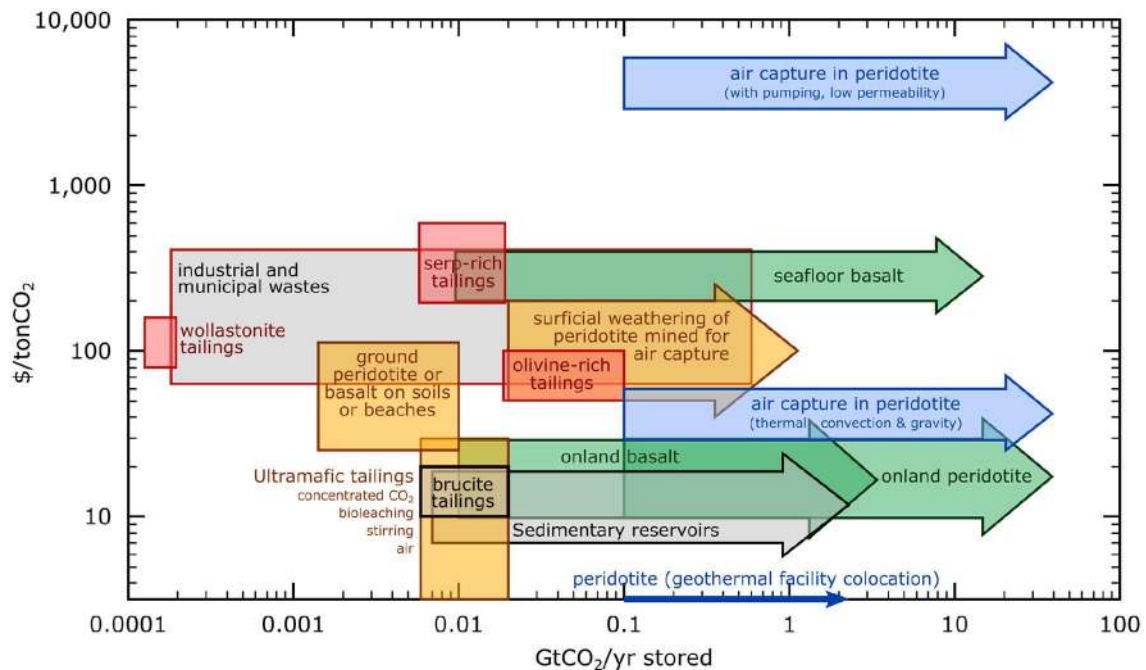 10,000
1,000
100
10
$/tonCO₂
air capture in peridotite
(with pumping, low permeability)
industrial and
municipal wastes
serp-rich
tailings
seafloor basalt
wollastonite
tailings
surficial weathering of
peridotite mined for
air capture
ground
peridotite or
basalt on soils
or beaches
olivine-rich
tailings
air capture in peridotite
(thermal convection & gravity)
onland basalt
Ultramafic tailings
concentrated CO₂
bioleaching
stirring
air
brucite
tailings
onland peridotite
Sedimentary reservoirs
peridotite (geothermal facility colocation)
0.0001
0.001
0.01
0.1
1
10
100
GtCO₂/yr stored